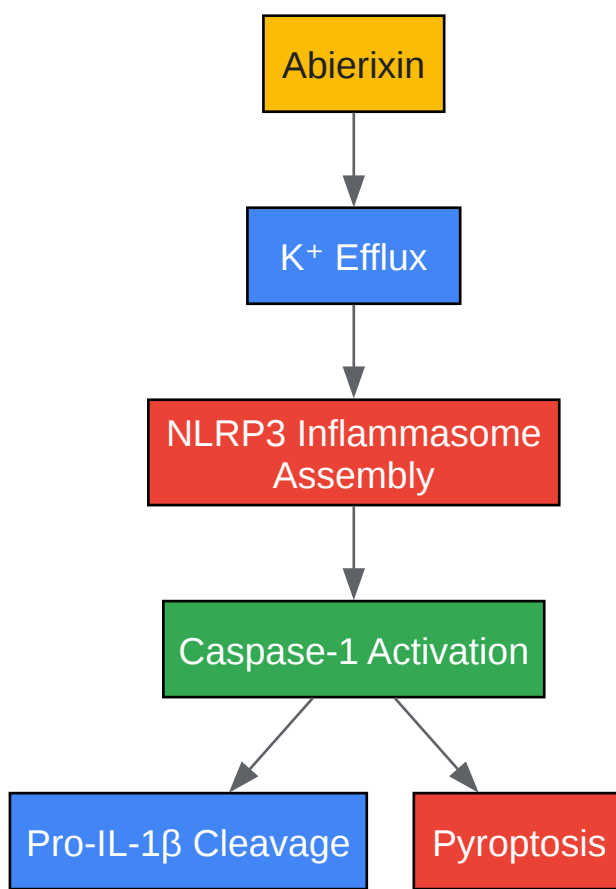 Abierixin
K⁺ Efflux
NLRP3 Inflammasome
Assembly
Caspase-1 Activation
Pro-IL-1β Cleavage
Pyroptosis